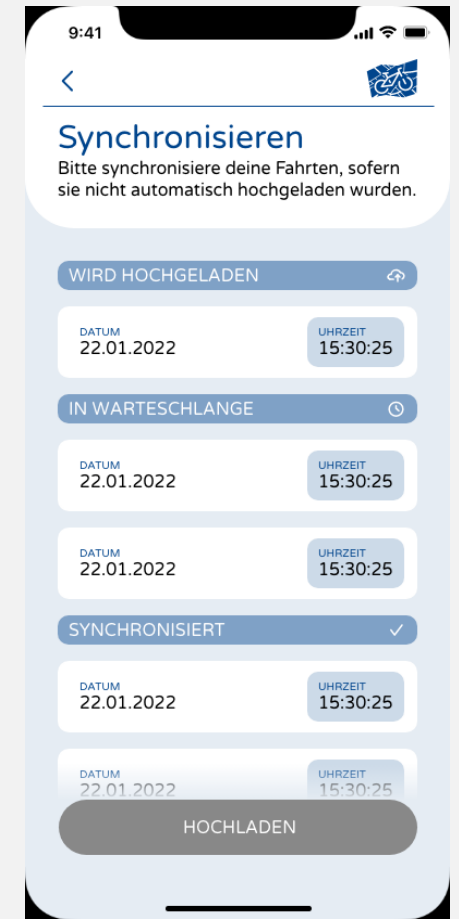 9:41
Synchronisieren
Bitte synchronisiere deine Fahrten, sofern
sie nicht automatisch hochgeladen wurden.
WIRD HOCHGELADEN
DATUM
22.01.2022
UHRZEIT
15:30:25
IN WARTESCHLANGE
DATUM
22.01.2022
UHRZEIT
15:30:25
DATUM
22.01.2022
UHRZEIT
15:30:25
SYNCHRONISIERT
DATUM
22.01.2022
UHRZEIT
15:30:25
DATUM
22.01.2022
UHRZEIT
15:30:25
HOCHLADEN